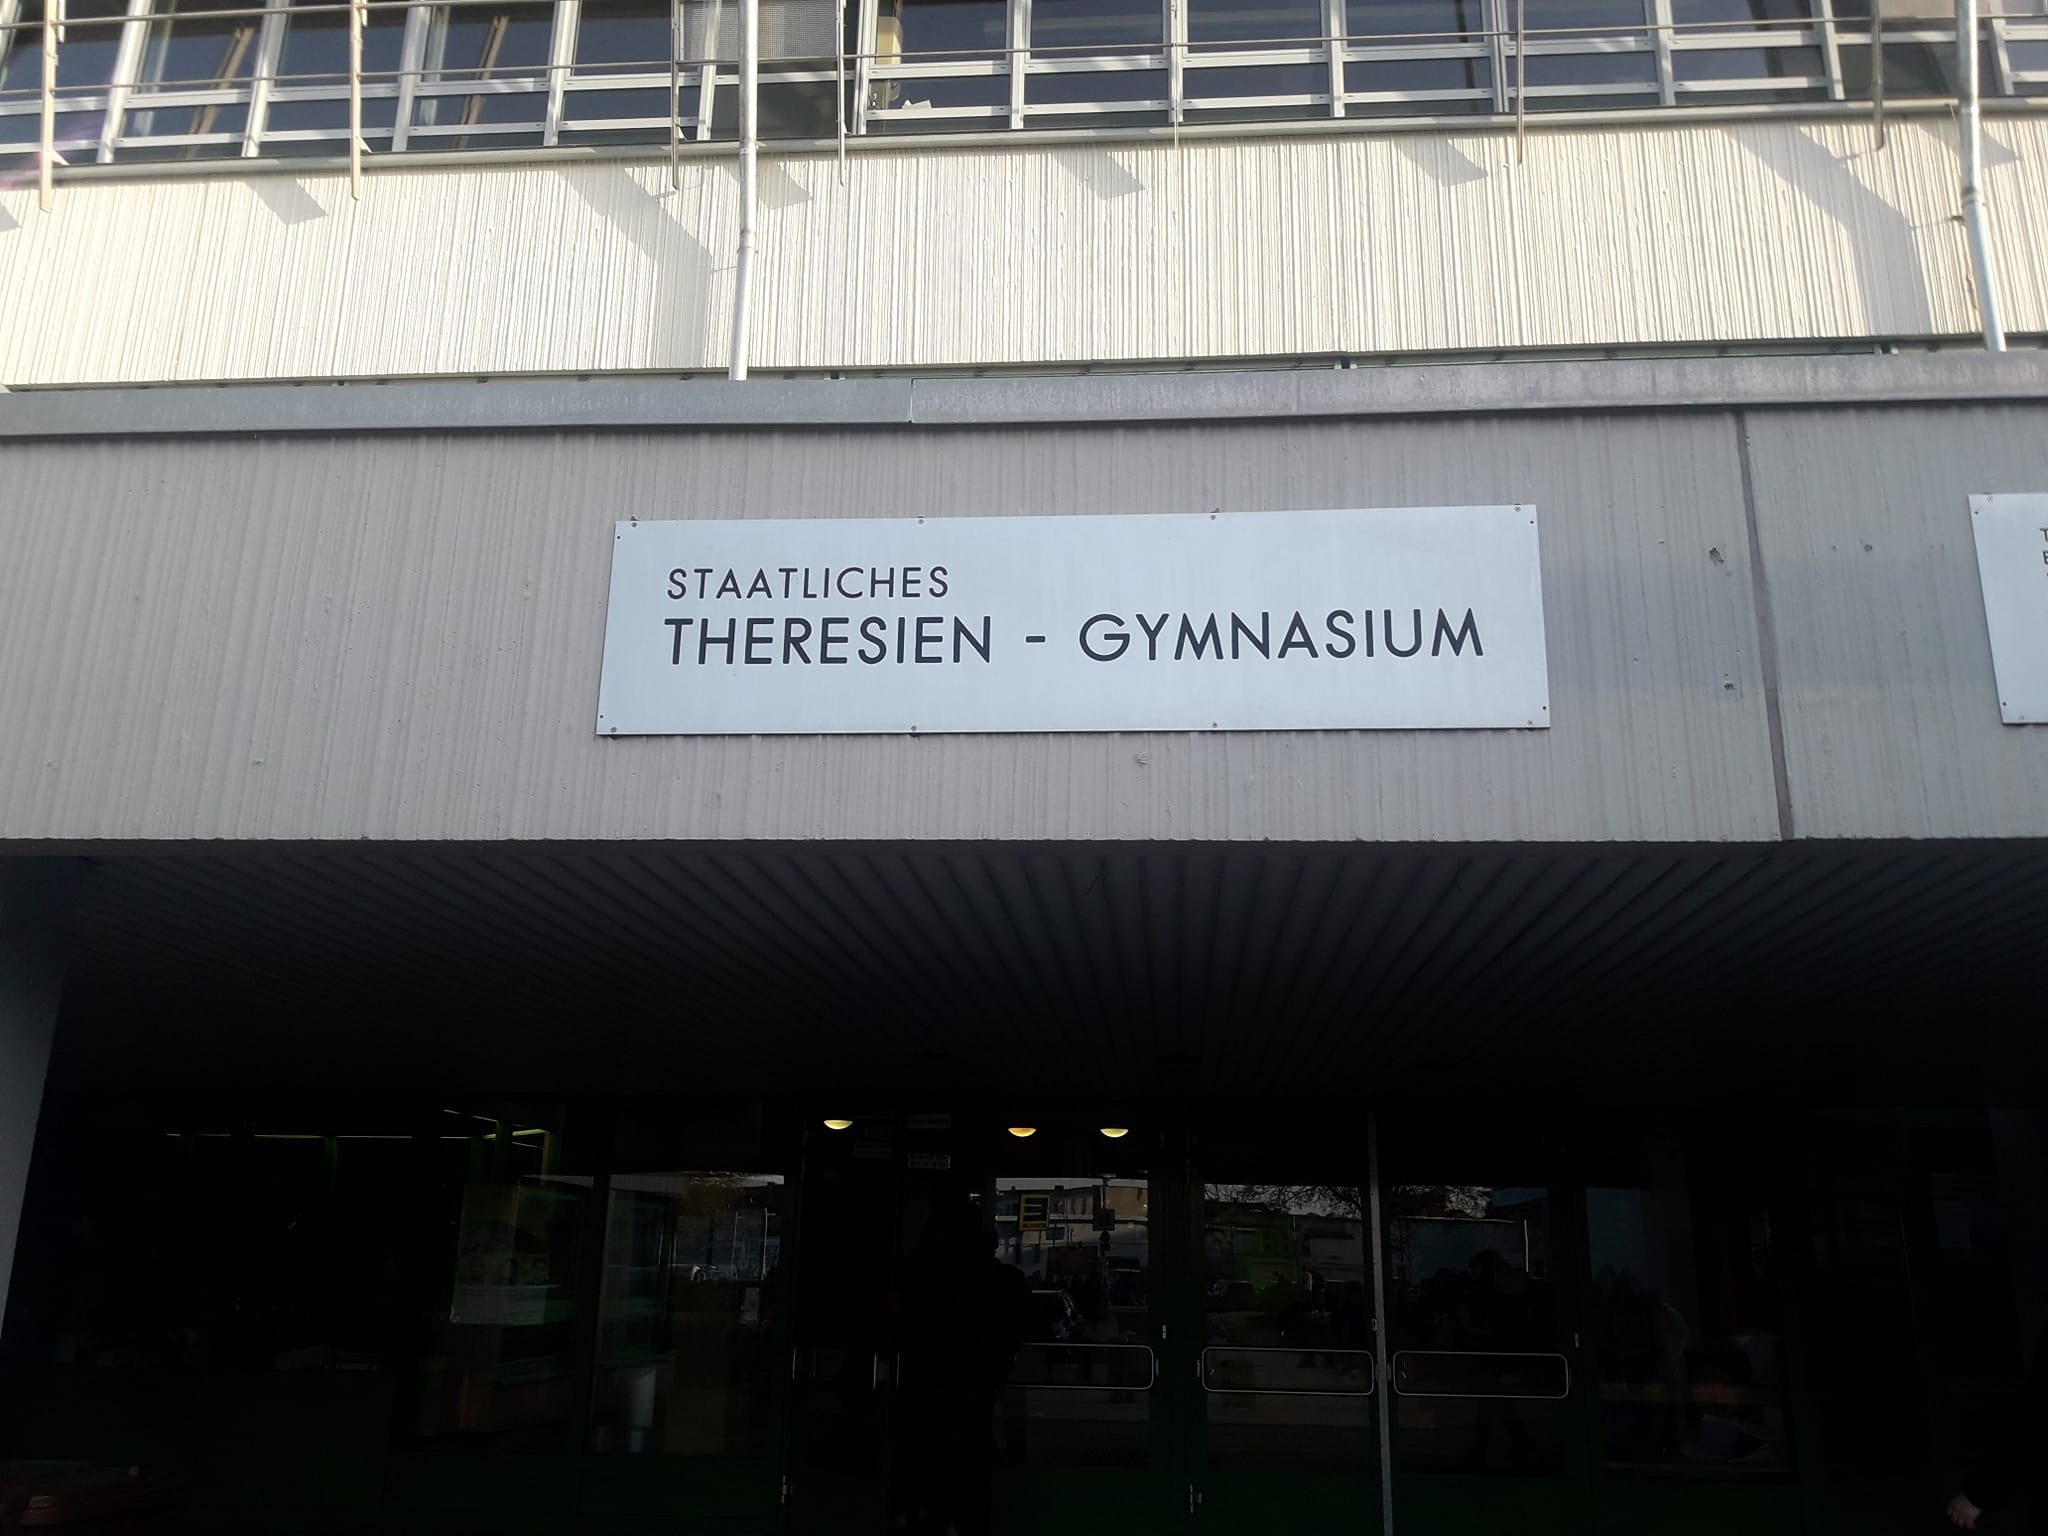 STAATLICHES
THERESIEN - GYMNASIUM